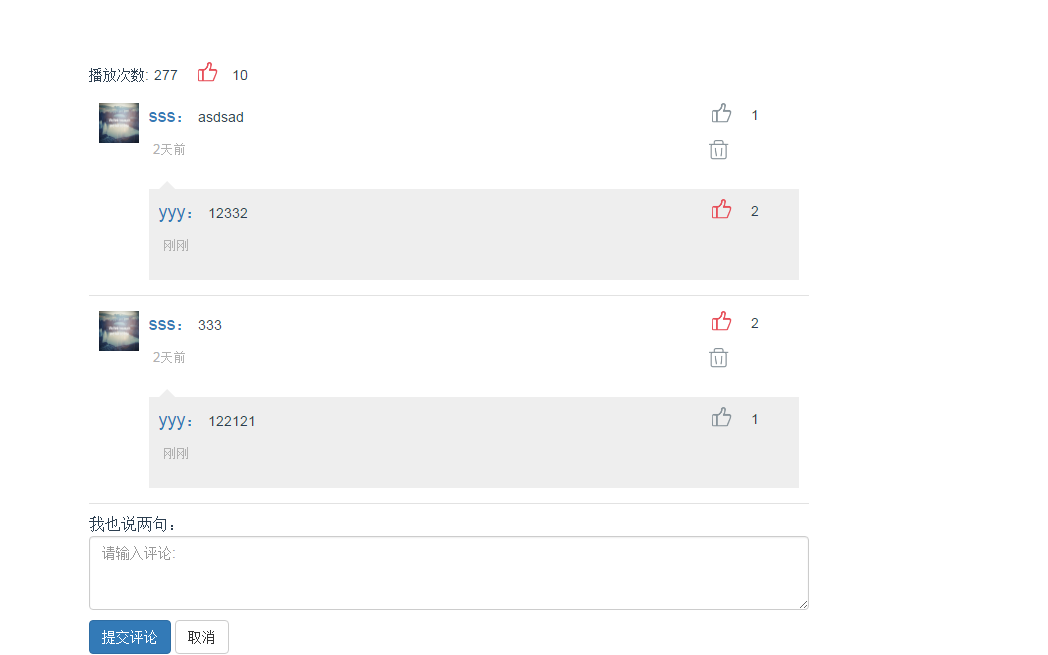 播放次数: 277 10
SSS： asdsad 1
2天前
yyy： 12332 2
刚刚
SSS： 333 2
2天前
yyy： 122121 1
刚刚
我也说两句：
请输入评论:
提交评论 取消